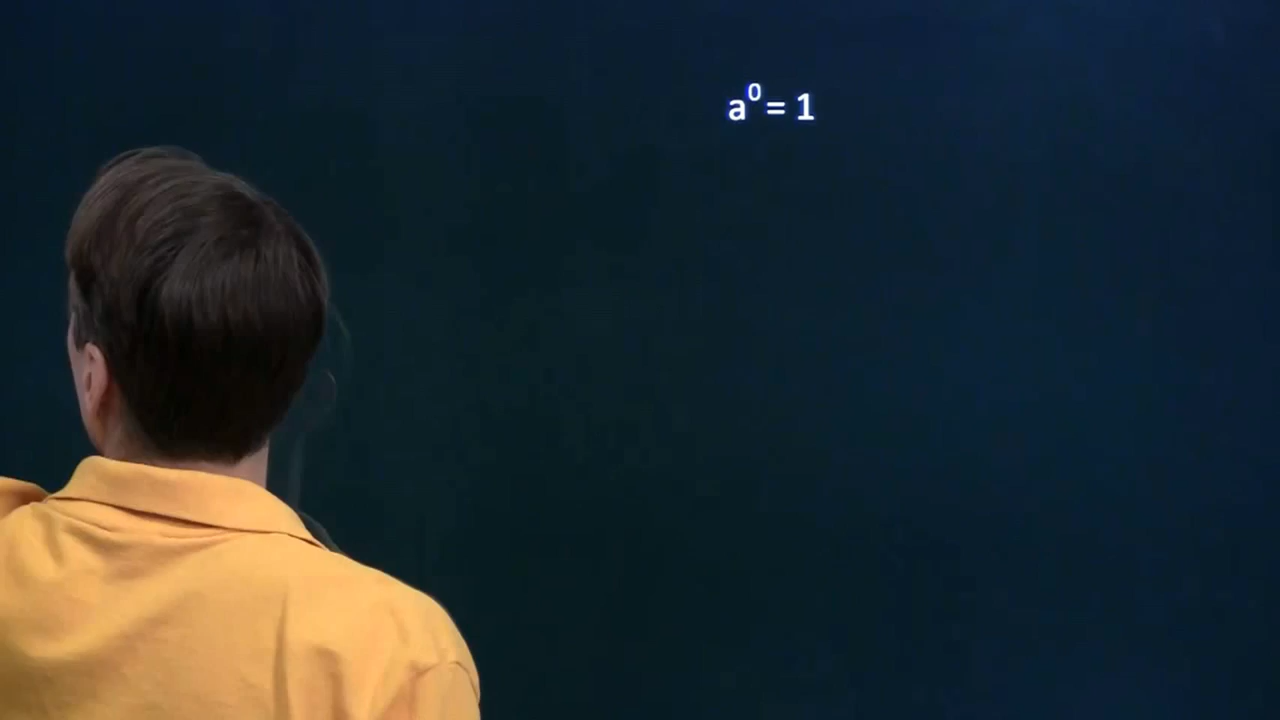 a⁰ = 1